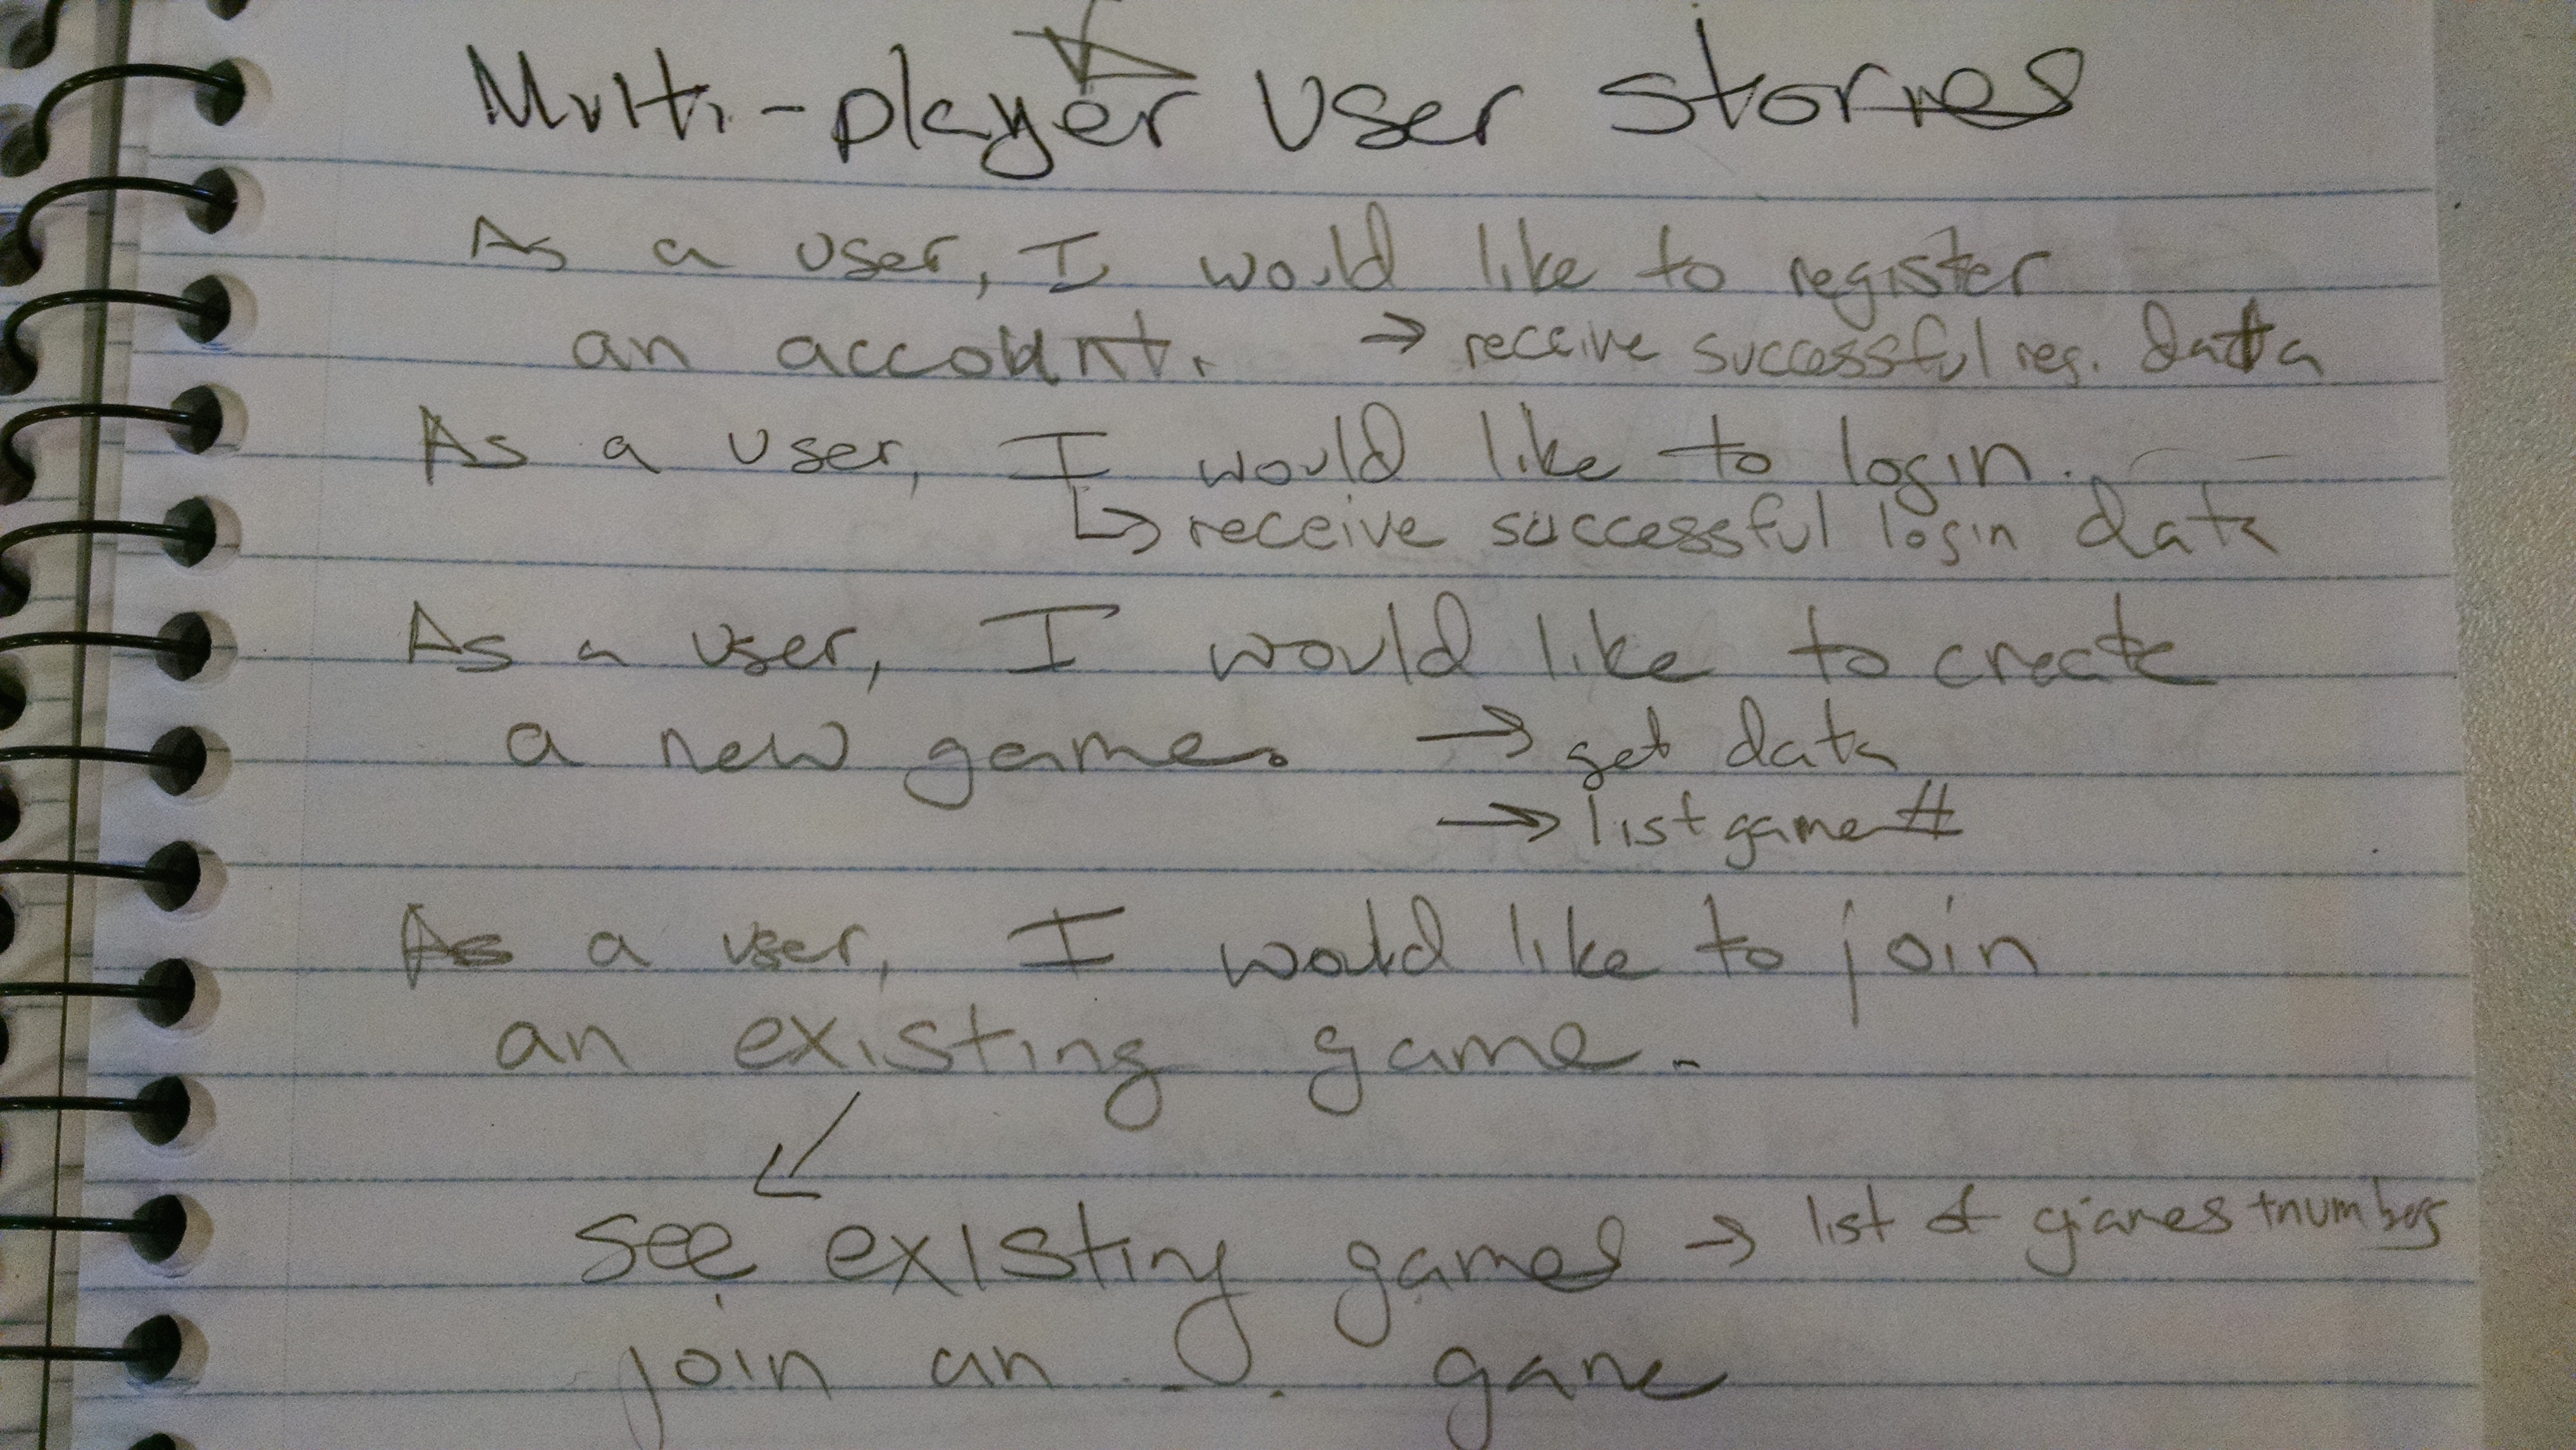 Multi-player User stories
As a user, I would like to register
an account. → receive successful reg. data
As a user, I would like to login.
↳ receive successful login data
As a user, I would like to create
a new game. → get data
→ list game #
As a user, I would like to join
an existing game.
see existing games → list of games + numbers
join an ... game